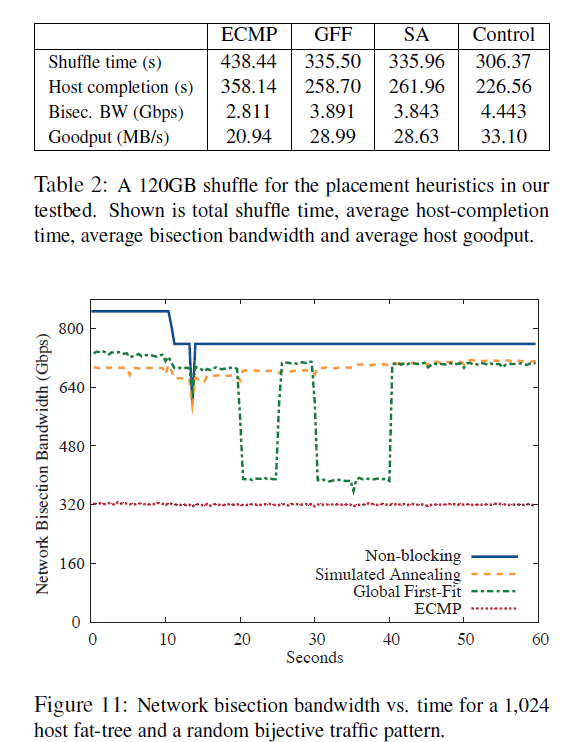 ECMP GFF SA Control
Shuffle time (s) 438.44 335.50 335.96 306.37
Host completion (s) 358.14 258.70 261.96 226.56
Bisec. BW (Gbps) 2.811 3.891 3.843 4.443
Goodput (MB/s) 20.94 28.99 28.63 33.10
Table 2: A 120GB shuffle for the placement heuristics in our
testbed. Shown is total shuffle time, average host-completion
time, average bisection bandwidth and average host goodput.
Network Bisection Bandwidth (Gbps)
800
640
480
320
160
0
Non-blocking
Simulated Annealing
Global First-Fit
ECMP
0 10 20 30 40 50 60
Seconds
Figure 11: Network bisection bandwidth vs. time for a 1,024
host fat-tree and a random bijective traffic pattern.